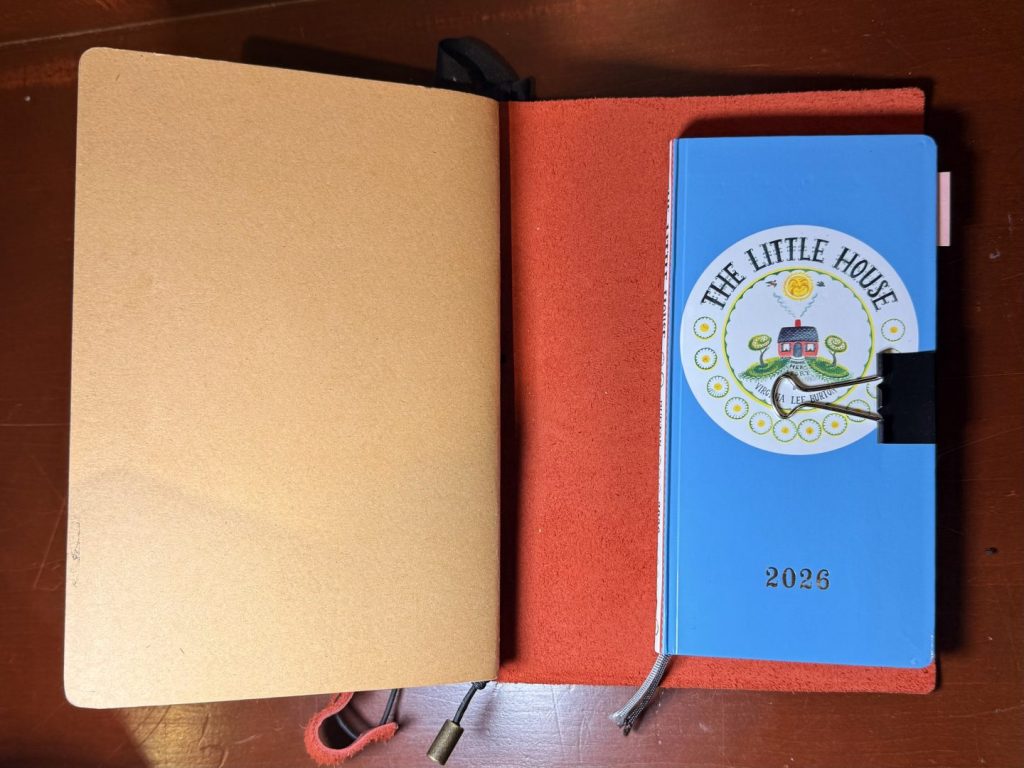 THE LITTLE HOUSE
VIRGINIA LEE BURTON
2026